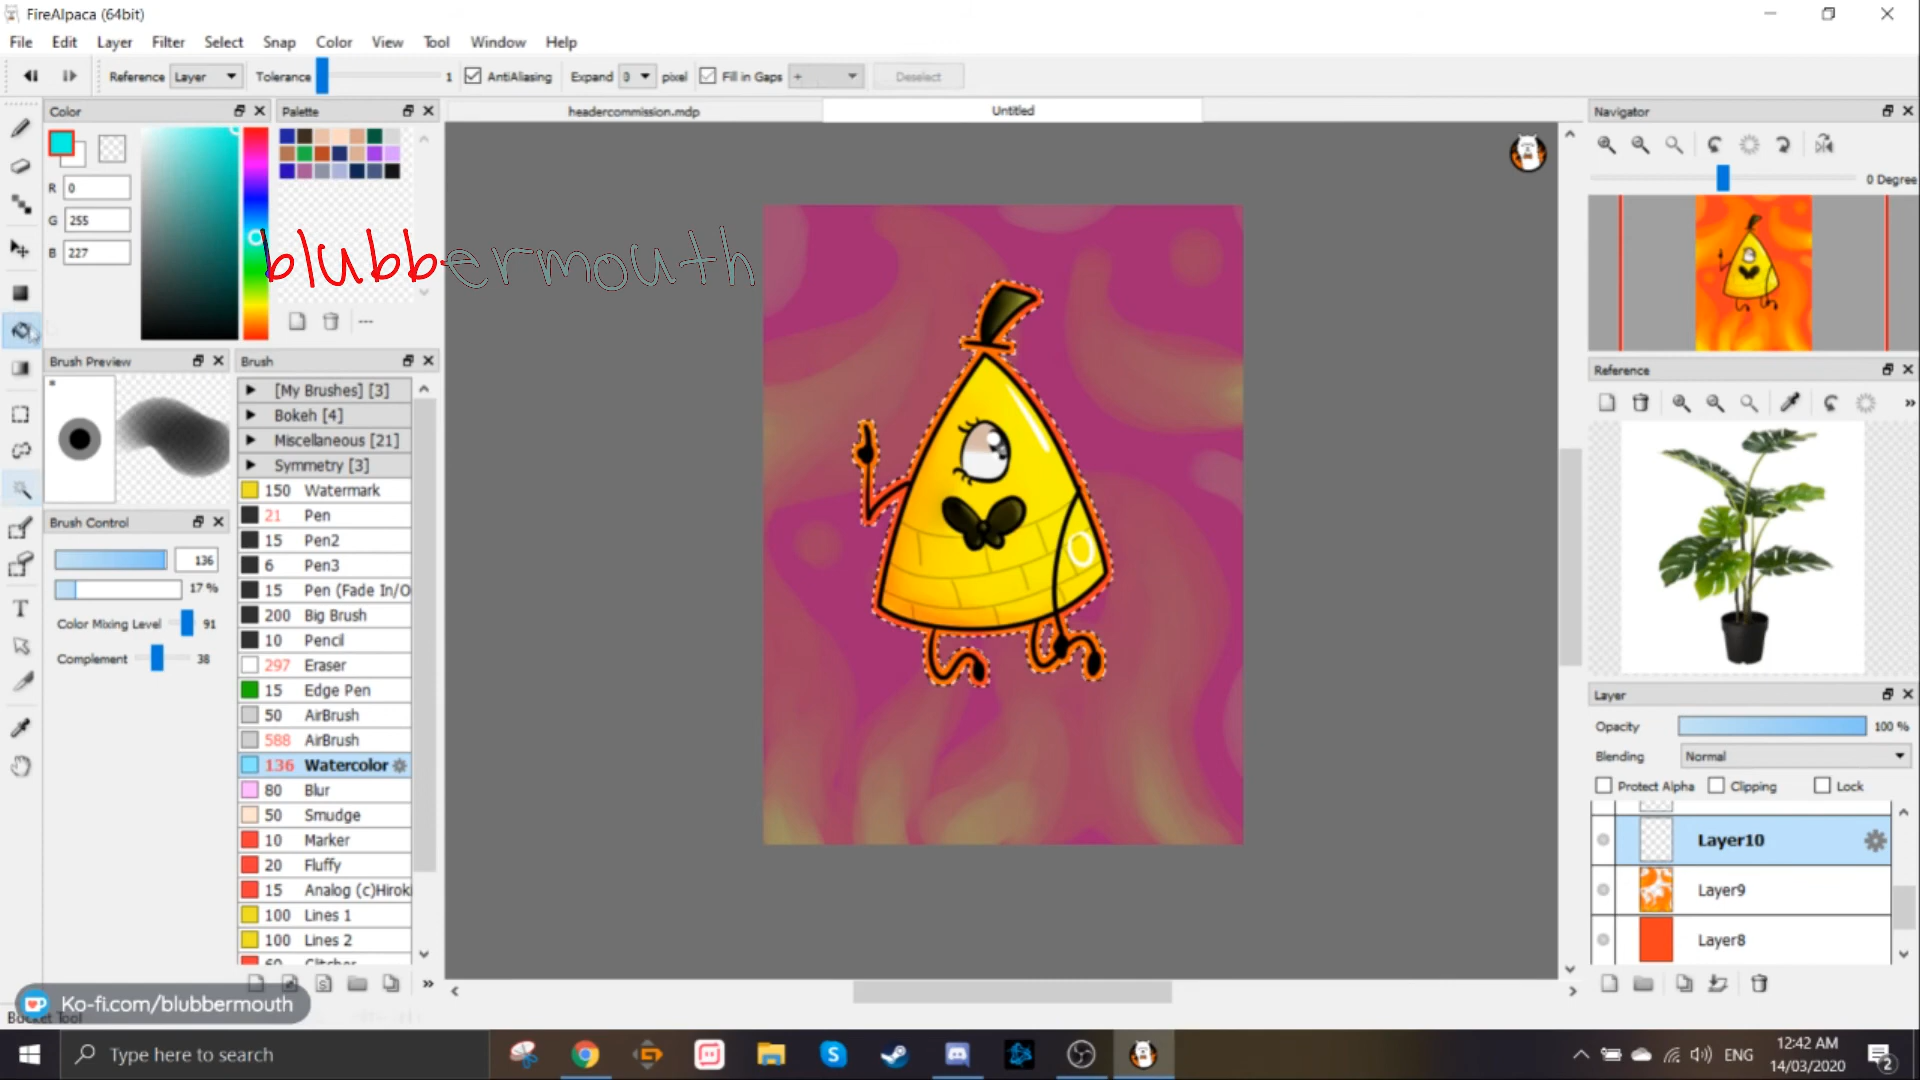 FireAlpaca (64bit)
File Edit Layer Filter Select Snap Color View Tool Window Help
Reference Layer Tolerance 1 AntiAliasing Expand 0 pixel Fill in Gaps + Deselect
Color Palette headercommission.mdp Untitled Navigator
R 0
G 255
B 227
0 Degree
blubbermouth
Brush Preview Brush Reference
[My Brushes] [3]
Bokeh [4]
Miscellaneous [21]
Symmetry [3]
150 Watermark
21 Pen
15 Pen2
6 Pen3
15 Pen (Fade In/O
200 Big Brush
10 Pencil
297 Eraser
15 Edge Pen
50 AirBrush
588 AirBrush
136 Watercolor
80 Blur
50 Smudge
10 Marker
20 Fluffy
15 Analog (c)Hiroki
100 Lines 1
100 Lines 2
Brush Control
136
17 %
Color Mixing Level 91
Complement 38
Layer
Opacity 100 %
Blending Normal
Protect Alpha Clipping Lock
Layer10
Layer9
Layer8
Ko-fi.com/blubbermouth
Bucket Tool
Type here to search
ENG
12:42 AM
14/03/2020
2